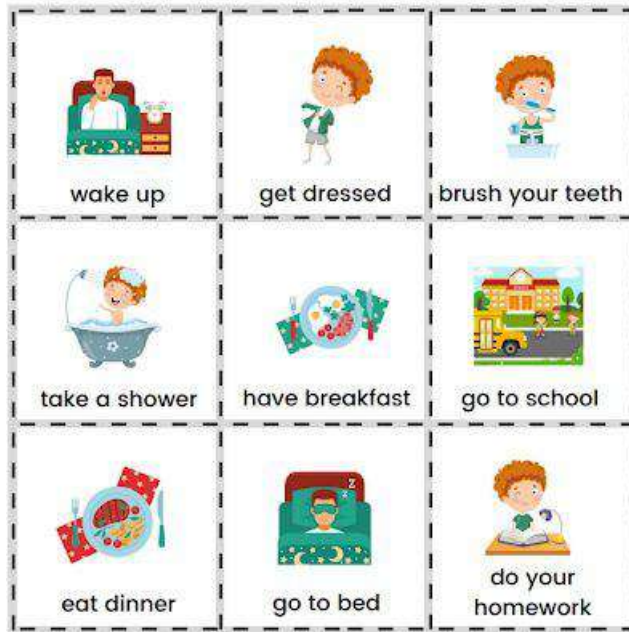 wake up
get dressed
brush your teeth
take a shower
have breakfast
go to school
eat dinner
go to bed
do your
homework